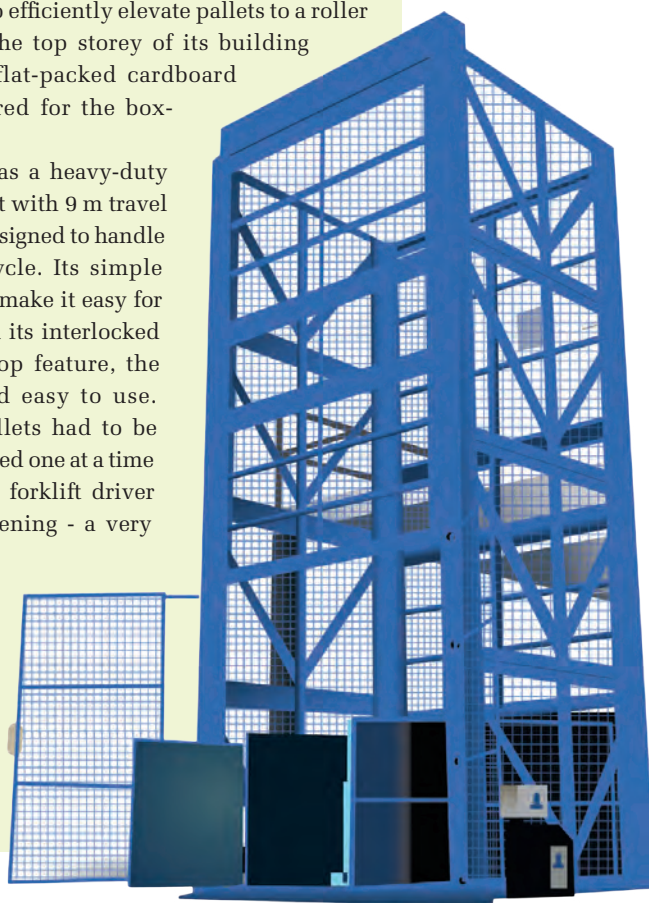 o efficiently elevate pallets to a roller
he top storey of its building
flat-packed cardboard
red for the box-
as a heavy-duty
t with 9 m travel
signed to handle
ycle. Its simple
make it easy for
its interlocked
op feature, the
d easy to use.
llets had to be
ed one at a time
forklift driver
ening - a very